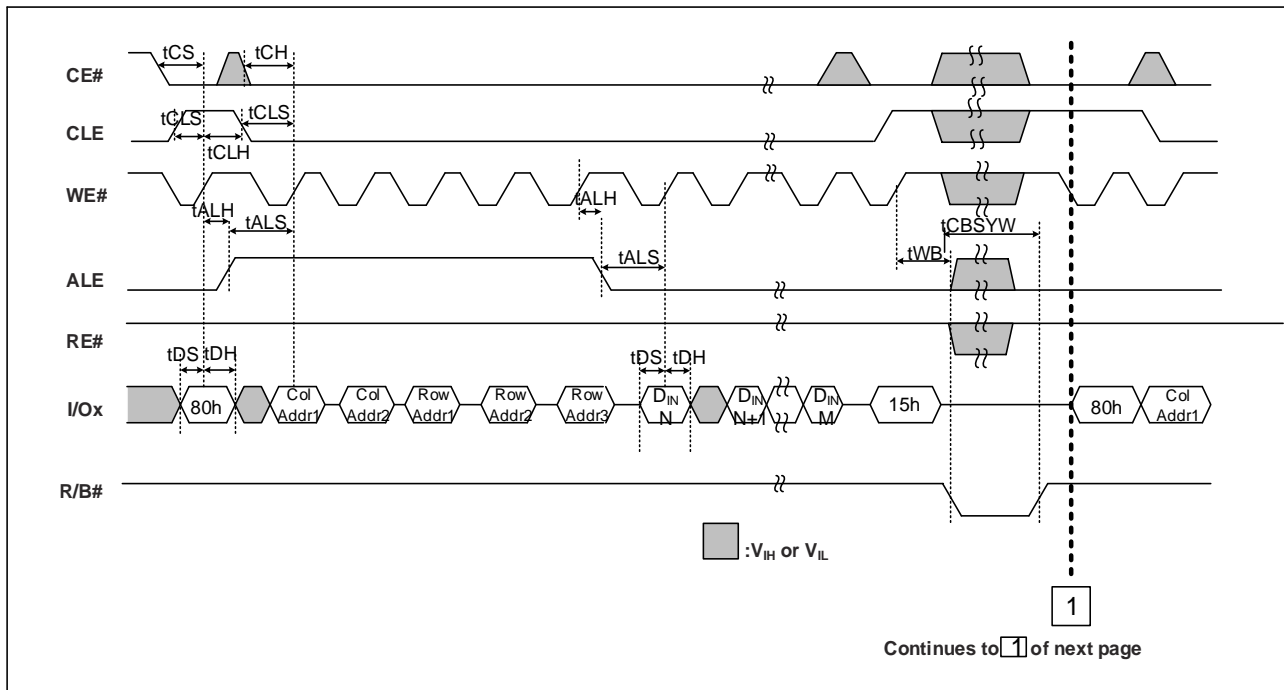 tCS
tCH
CE#
CLE
tCLS
tCLS
tCLH
WE#
tALH
tALH
tALS
tCBSYW
tWB
tALS
ALE
RE#
tDS
tDH
tDS
tDH
I/Ox
80h
Col Addr1
Col Addr2
Row Addr1
Row Addr2
Row Addr3
DIN N
DIN N+1
DIN M
15h
80h
Col Addr1
R/B#
:VIH or VIL
1
Continues to 1 of next page